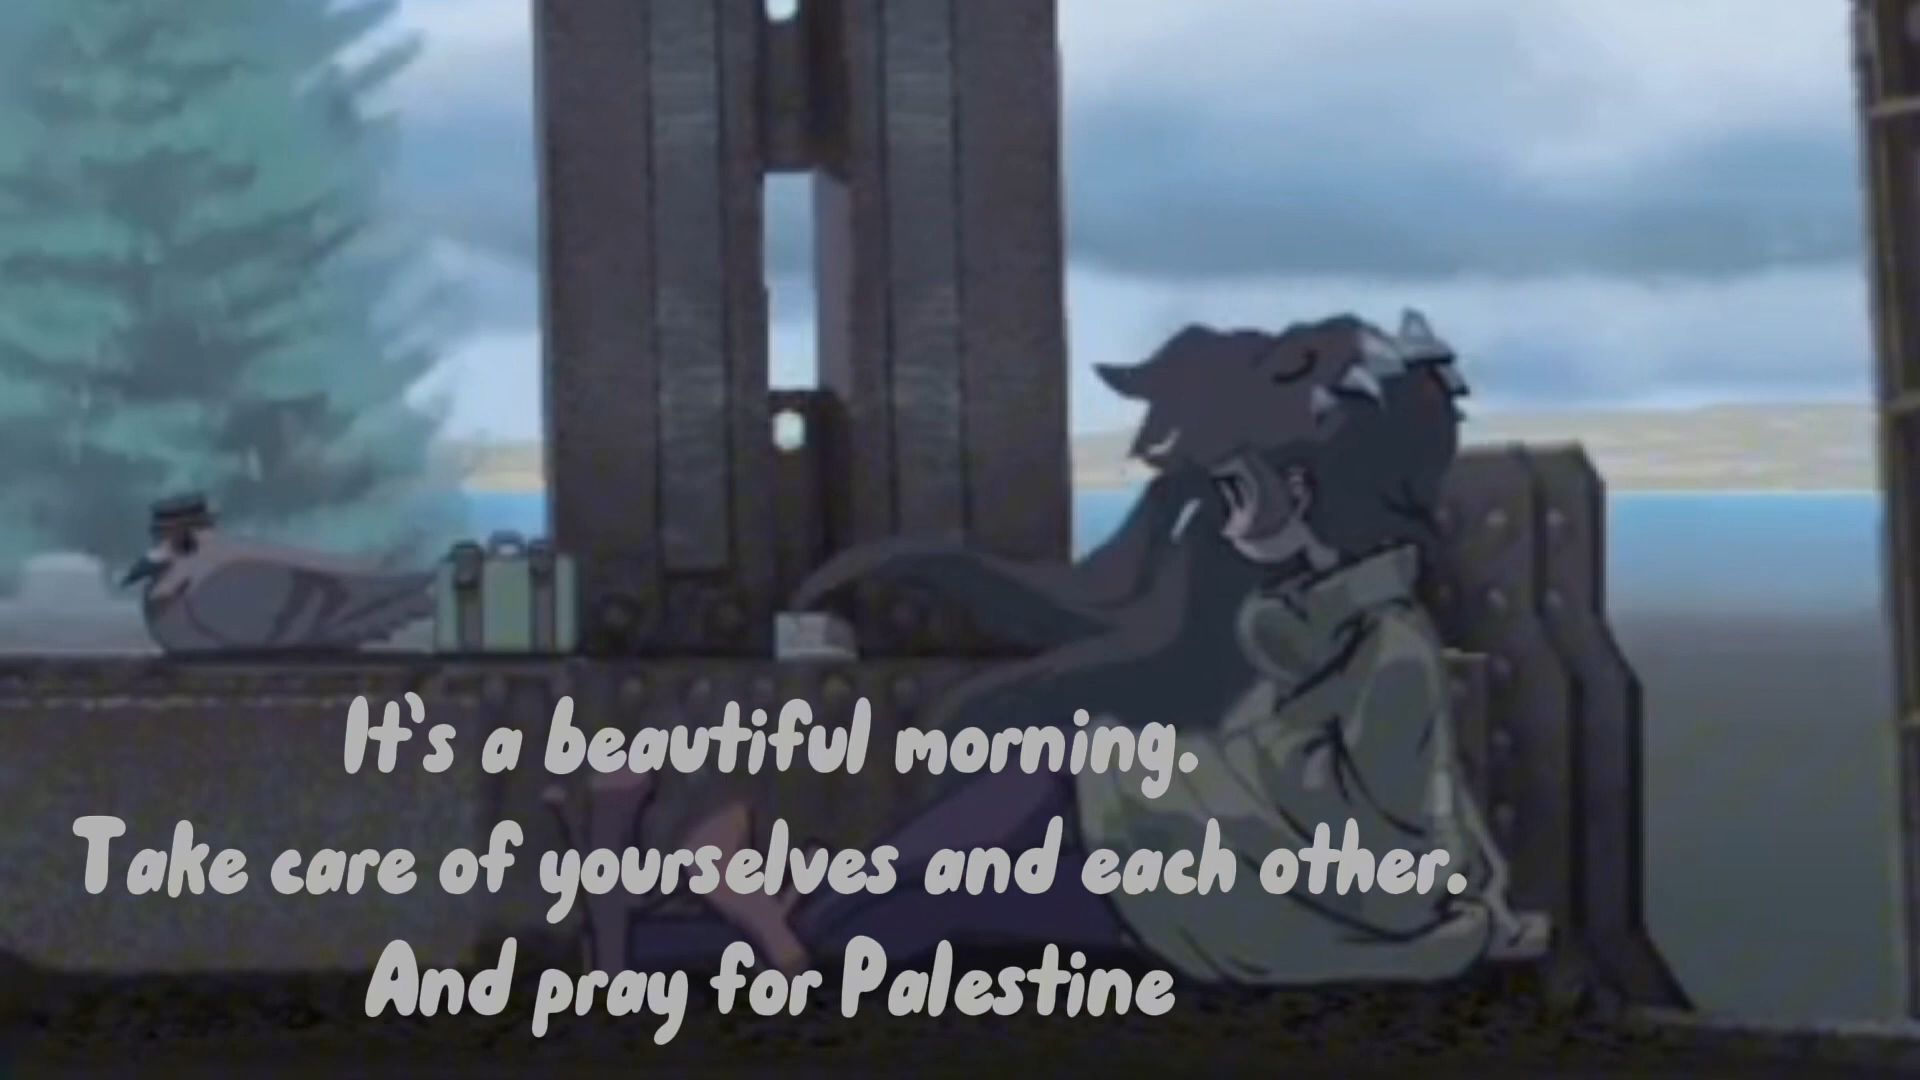 It's a beautiful morning.
Take care of yourselves and each other.
And pray for Palestine